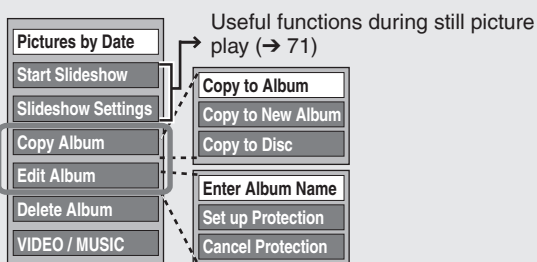 Useful functions during still picture
play (➔ 71)
Pictures by Date
Start Slideshow
Slideshow Settings
Copy Album
Edit Album
Delete Album
VIDEO / MUSIC
Copy to Album
Copy to New Album
Copy to Disc
Enter Album Name
Set up Protection
Cancel Protection